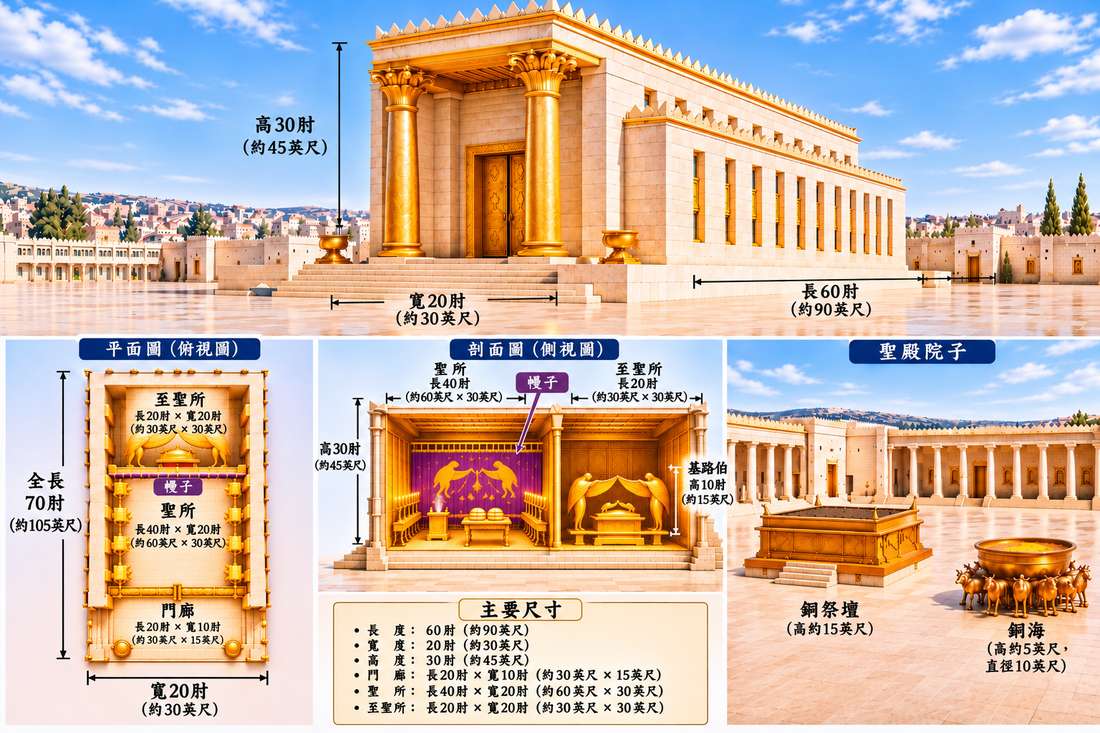 高30肘
(約45英尺)
寬20肘
(約30英尺)
長60肘
(約90英尺)
平面圖(俯視圖)
至聖所
長20肘 × 寬20肘
(約30英尺 × 30英尺)
幔子
聖所
長40肘 × 寬20肘
(約60英尺 × 30英尺)
門廊
長20肘 × 寬10肘
(約30英尺 × 15英尺)
全長
70肘
(約105英尺)
寬20肘
(約30英尺)
剖面圖(側視圖)
聖所
長40肘
(約60英尺 × 30英尺)
幔子
至聖所
長20肘
(約30英尺 × 30英尺)
高30肘
(約45英尺)
基路伯
高10肘
(約15英尺)
主要尺寸
• 長 度: 60肘 (約90英尺)
• 寬 度: 20肘 (約30英尺)
• 高 度: 30肘 (約45英尺)
• 門 廊: 長20肘 × 寬10肘 (約30英尺 × 15英尺)
• 聖 所: 長40肘 × 寬20肘 (約60英尺 × 30英尺)
• 至聖所: 長20肘 × 寬20肘 (約30英尺 × 30英尺)
聖殿院子
銅祭壇
(高約15英尺)
銅海
(高約5英尺,
直徑10英尺)